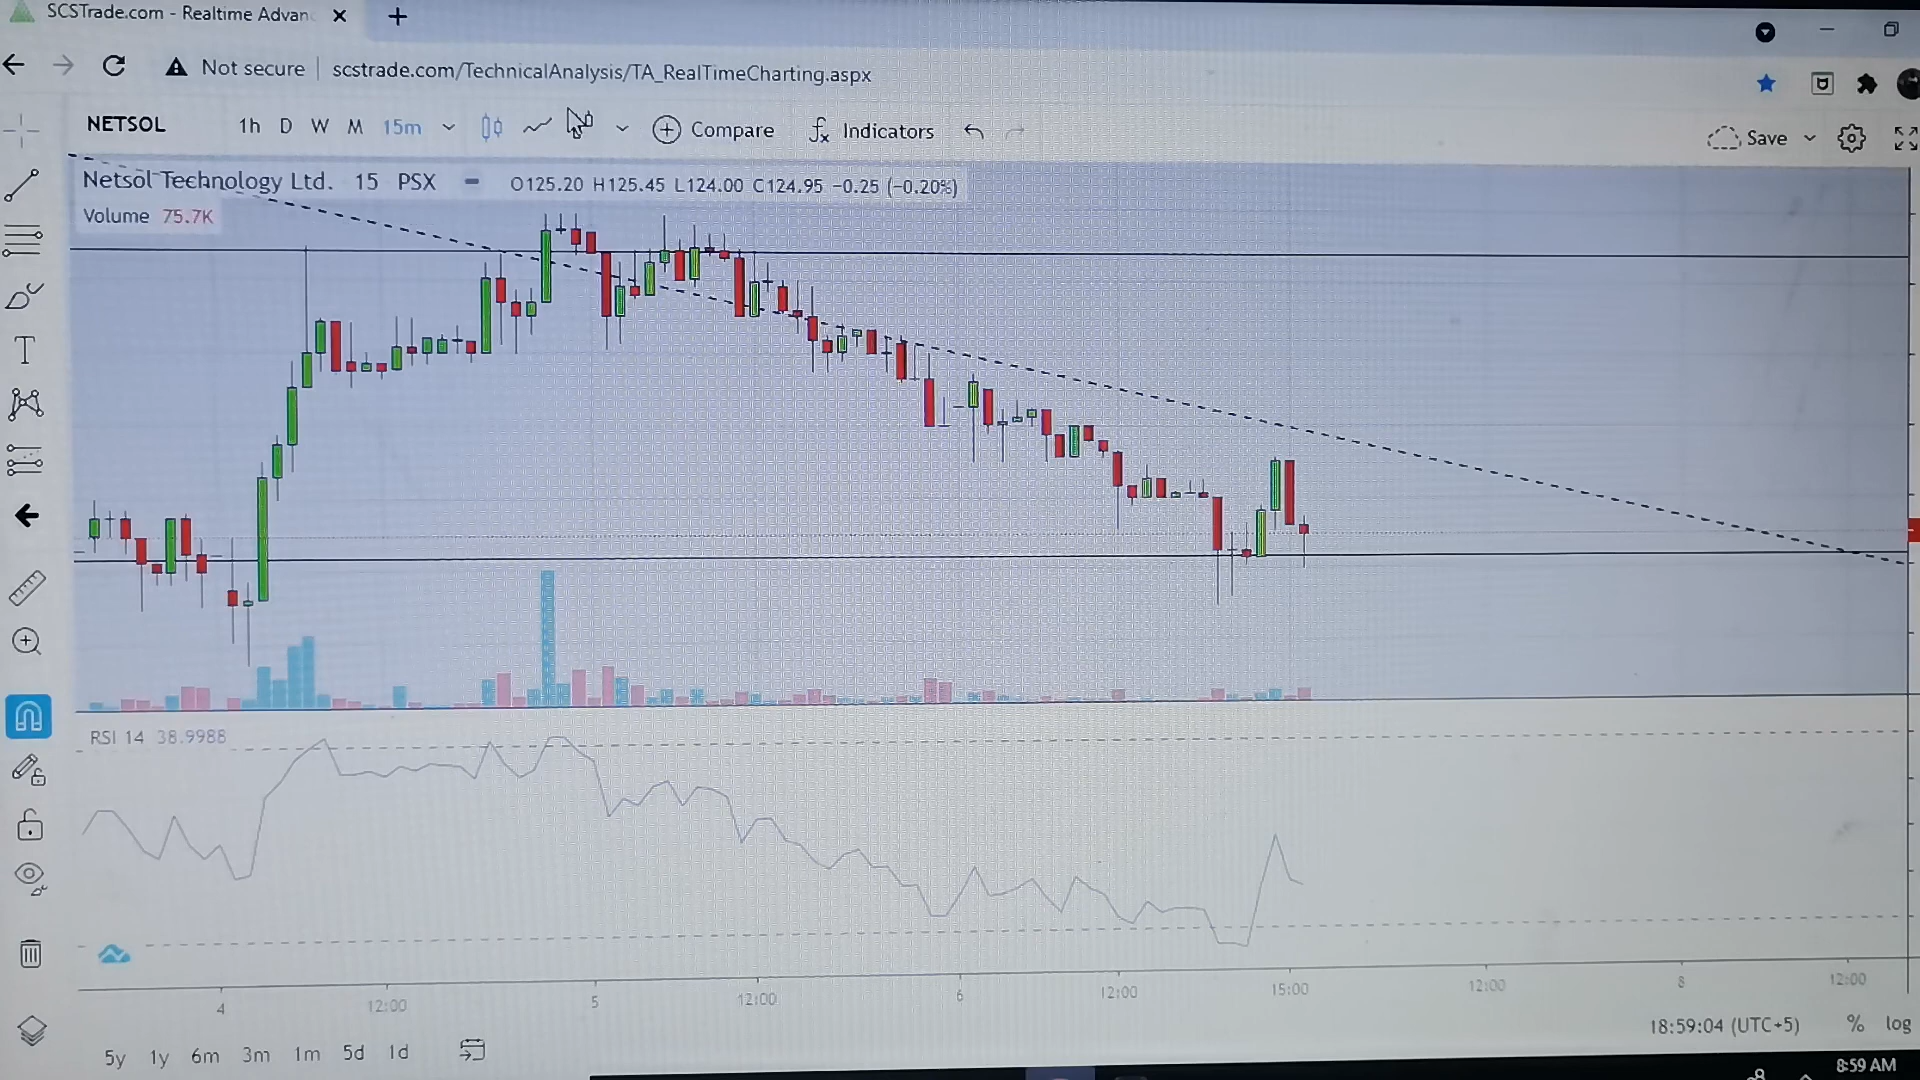 SCSTrade.com - Realtime Advan
Not secure | scstrade.com/TechnicalAnalysis/TA_RealTimeCharting.aspx
NETSOL 1h D W M 15m Compare Indicators Save
Netsol Technology Ltd. 15 PSX O125.20 H125.45 L124.00 C124.95 -0.25 (-0.20%)
Volume 75.7K
T
RSI 14 38.9988
4 12:00 5 12:00 6 12:00 15:00 12:00 8 12:00
18:59:04 (UTC+5) % log
5y 1y 6m 3m 1m 5d 1d
8:59 AM